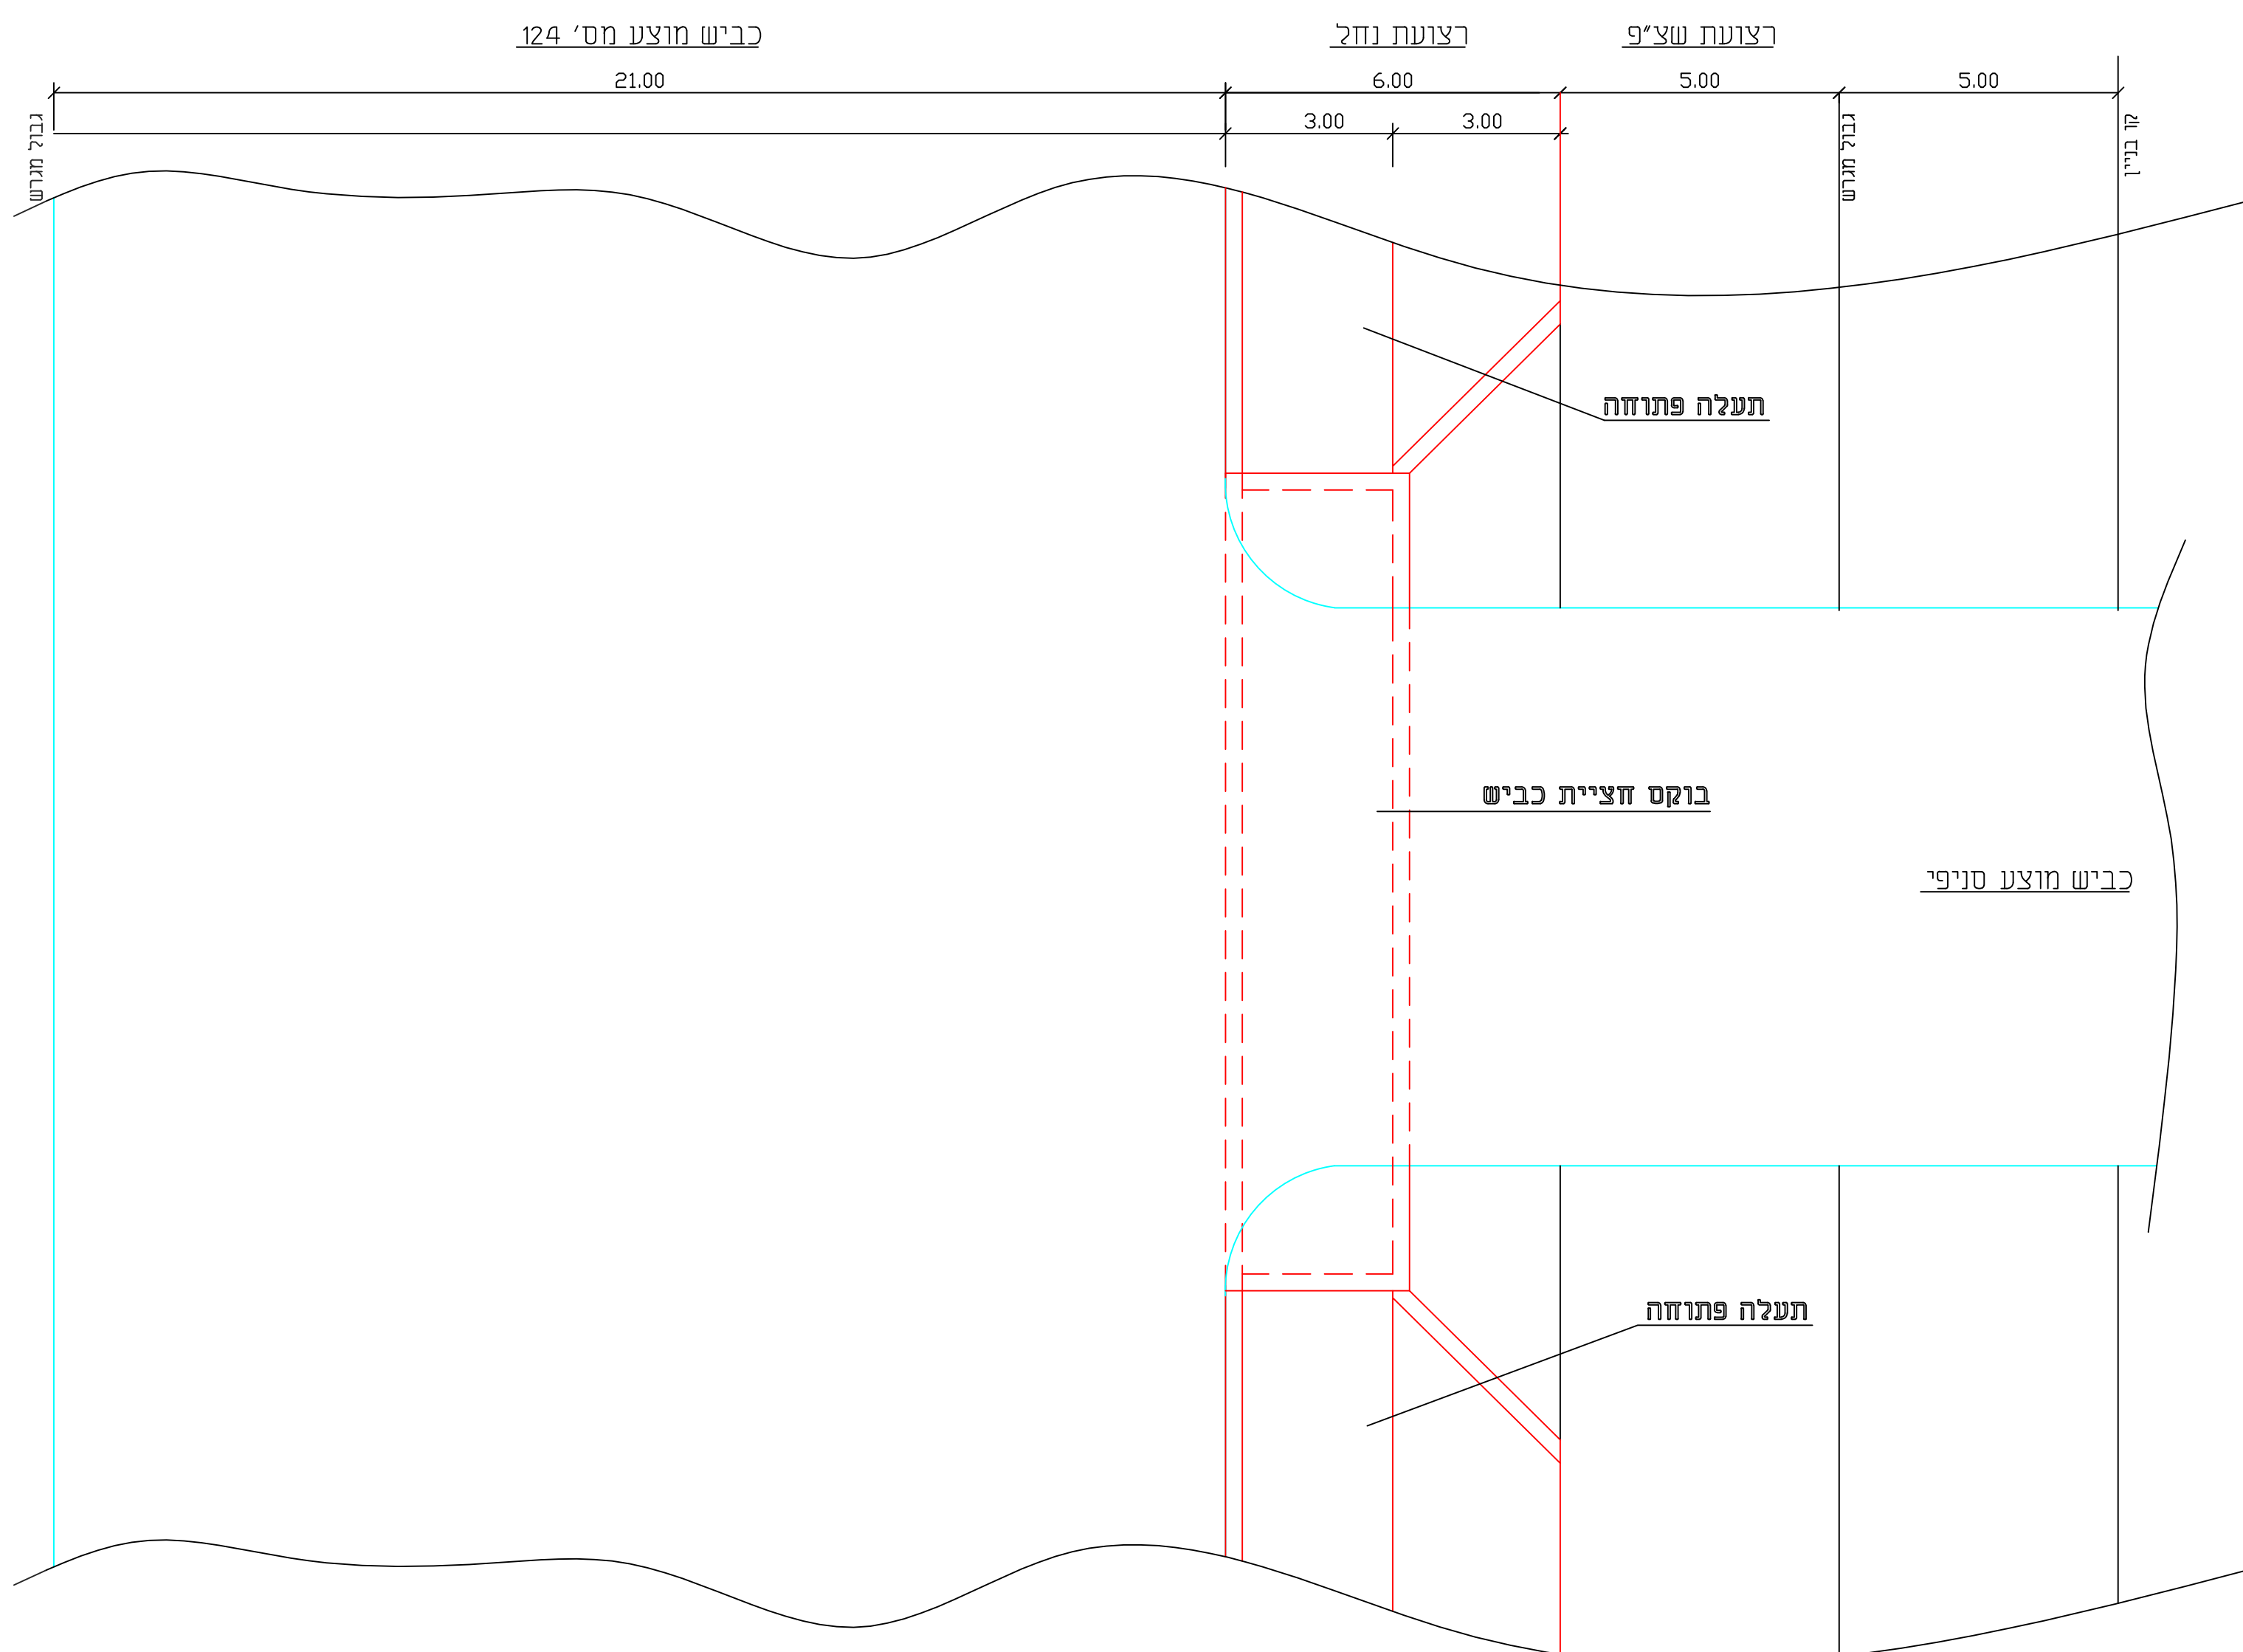 רצועת שצ"פ
רצועת נחל
כביש מוצע מס' 124
21.00
6.00
5.00
5.00
3.00
3.00
גבול מגרש
גבול מגרש
קו בניין
תעלה פתוחה
בוקס חציית כביש
כביש מוצע סניפי
תעלה פתוחה